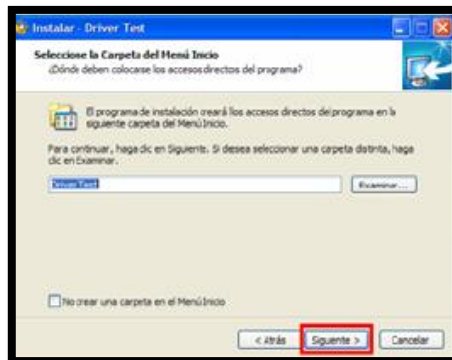 Instalar - Driver Test
Seleccione la Carpeta del Menú Inicio
¿Dónde deben colocarse los accesos directos del programa?
El programa de instalación creará los accesos directos del programa en la
siguiente carpeta del Menú Inicio.
Para continuar, haga clic en Siguiente. Si desea seleccionar una carpeta distinta, haga
clic en Examinar.
Driver Test
Examinar...
No crear una carpeta en el Menú Inicio
< Atrás
Siguiente >
Cancelar